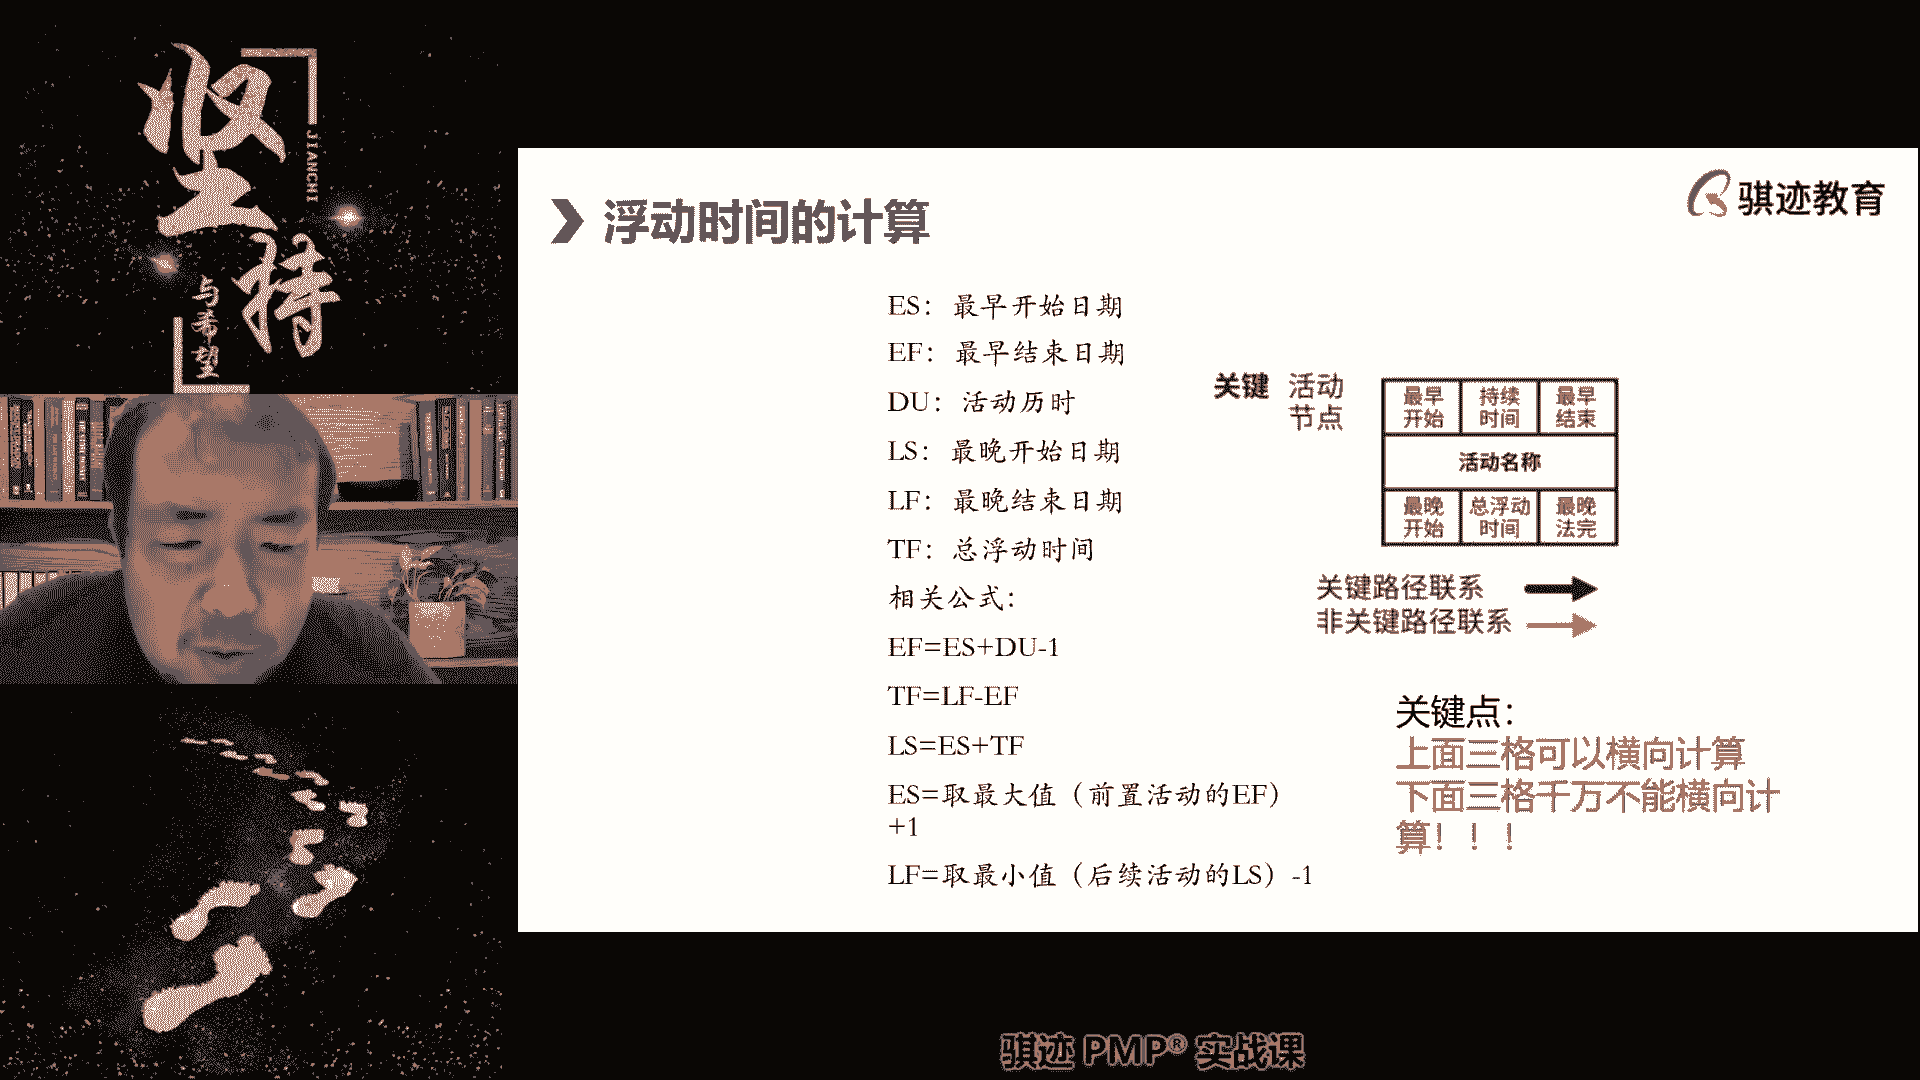 坚持
JIANCHI
与希望
骐迹教育
浮动时间的计算
ES：最早开始日期
EF：最早结束日期
DU：活动历时
LS：最晚开始日期
LF：最晚结束日期
TF：总浮动时间
相关公式：
EF=ES+DU-1
TF=LF-EF
LS=ES+TF
ES=取最大值（前置活动的EF）
+1
LF=取最小值（后续活动的LS）-1
关键 活动
节点
最早 持续 最早
开始 时间 结束
活动名称
最晚 总浮动 最晚
开始 时间 法完
关键路径联系
非关键路径联系
关键点：
上面三格可以横向计算
下面三格千万不能横向计
算！！！
骐迹 PMP® 实战课